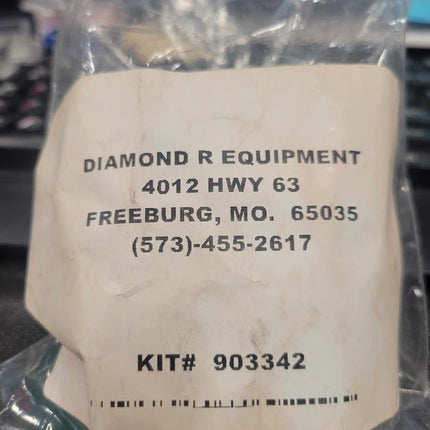 DIAMOND R EQUIPMENT
4012 HWY 63
FREEBURG, MO. 65035
(573)-455-2617
KIT# 903342